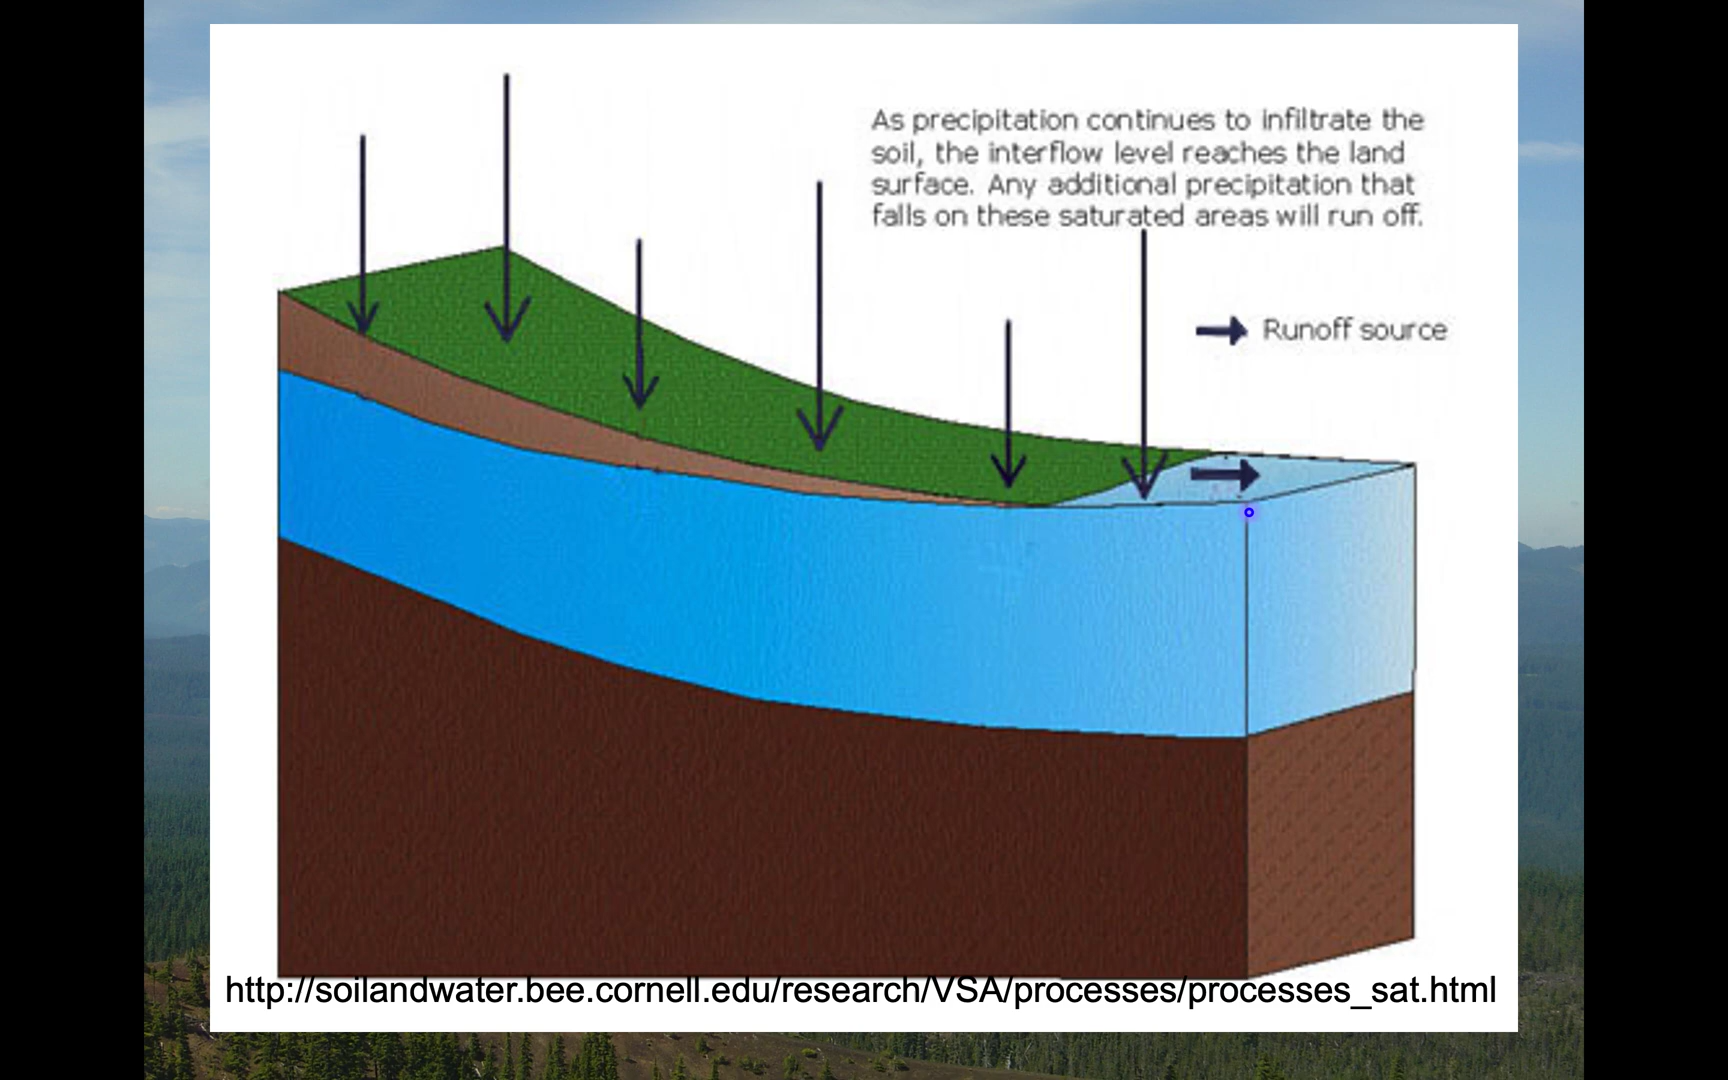 As precipitation continues to infiltrate the
soil, the interflow level reaches the land
surface. Any additional precipitation that
falls on these saturated areas will run off.
Runoff source
http://soilandwater.bee.cornell.edu/research/VSA/processes/processes_sat.html